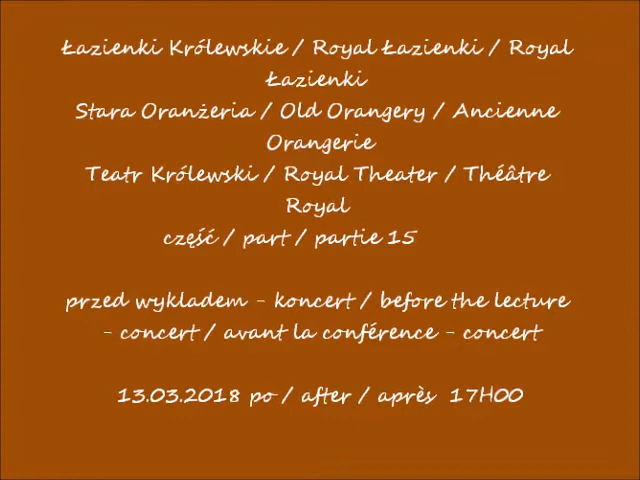 Łazienki Królewskie / Royal Łazienki / Royal
Łazienki
Stara Oranżeria / Old Orangery / Ancienne
Orangerie
Teatr Królewski / Royal Theater / Théâtre
Royal
część / part / partie 15
przed wykladem - koncert / before the lecture
- concert / avant la conférence - concert
13.03.2018 po / after / après 17H00